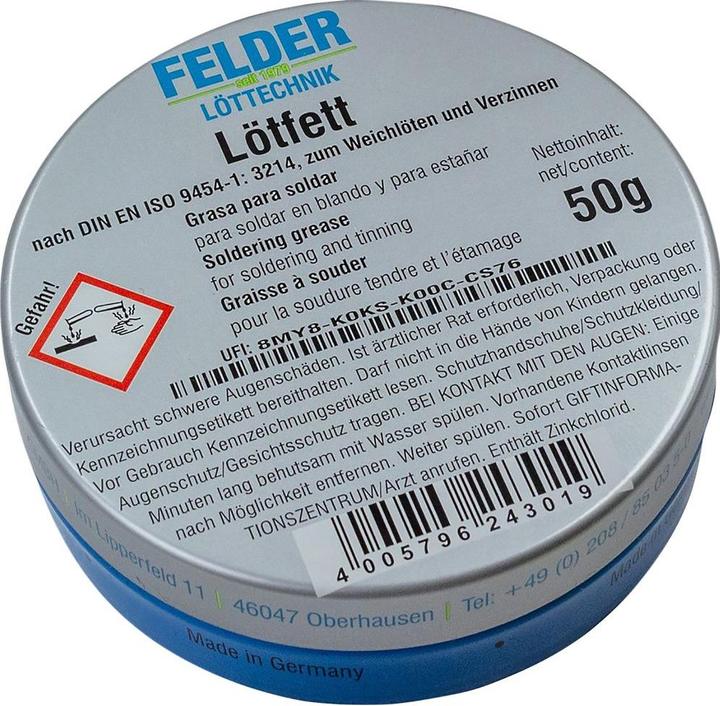 FELDER
seit 1979
LÖTTECHNIK
Lötfett
nach DIN EN ISO 9454-1: 3214, zum Weichlöten und Verzinnen
Grasa para soldar
para soldar en blando y para estañar
Soldering grease
for soldering and tinning
Graisse à souder
pour la soudure tendre et l'étamage
Nettoinhalt:
net/content:
50g
Gefahr!
UFI: 8MY8-K0KS-K00C-CS76
Verursacht schwere Augenschäden. Ist ärztlicher Rat erforderlich, Verpackung oder
Kennzeichnungsetikett bereithalten. Darf nicht in die Hände von Kindern gelangen.
Vor Gebrauch Kennzeichnungsetikett lesen. Schutzhandschuhe/Schutzkleidung/
Augenschutz/Gesichtsschutz tragen. BEI KONTAKT MIT DEN AUGEN: Einige
Minuten lang behutsam mit Wasser spülen. Vorhandene Kontaktlinsen
nach Möglichkeit entfernen. Weiter spülen. Sofort GIFTINFORMA-
TIONSZENTRUM/Arzt anrufen. Enthält Zinkchlorid.
4 005796 243019
Im Lipperfeld 11 | 46047 Oberhausen | Tel: +49 (0) 208 / 85 03 5-0
Made in Germany
Made in